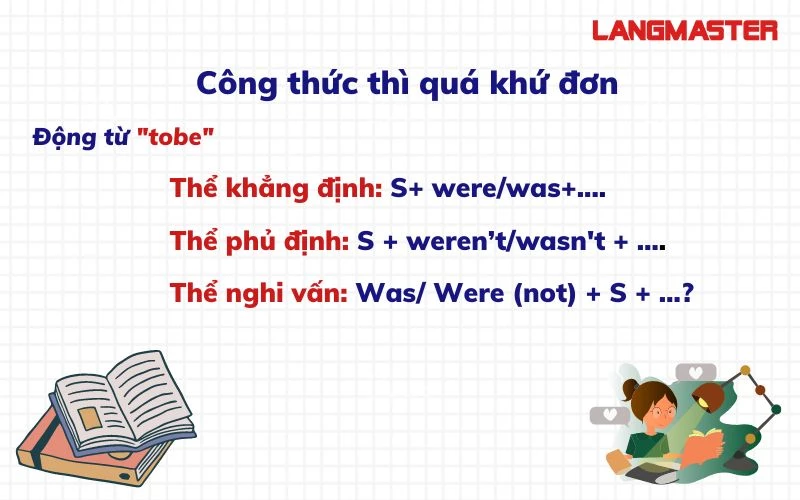 LANGMASTER
Công thức thì quá khứ đơn
Động từ "tobe"
Thể khẳng định: S+ were/was+....
Thể phủ định: S + weren’t/wasn't + ....
Thể nghi vấn: Was/ Were (not) + S + ...?